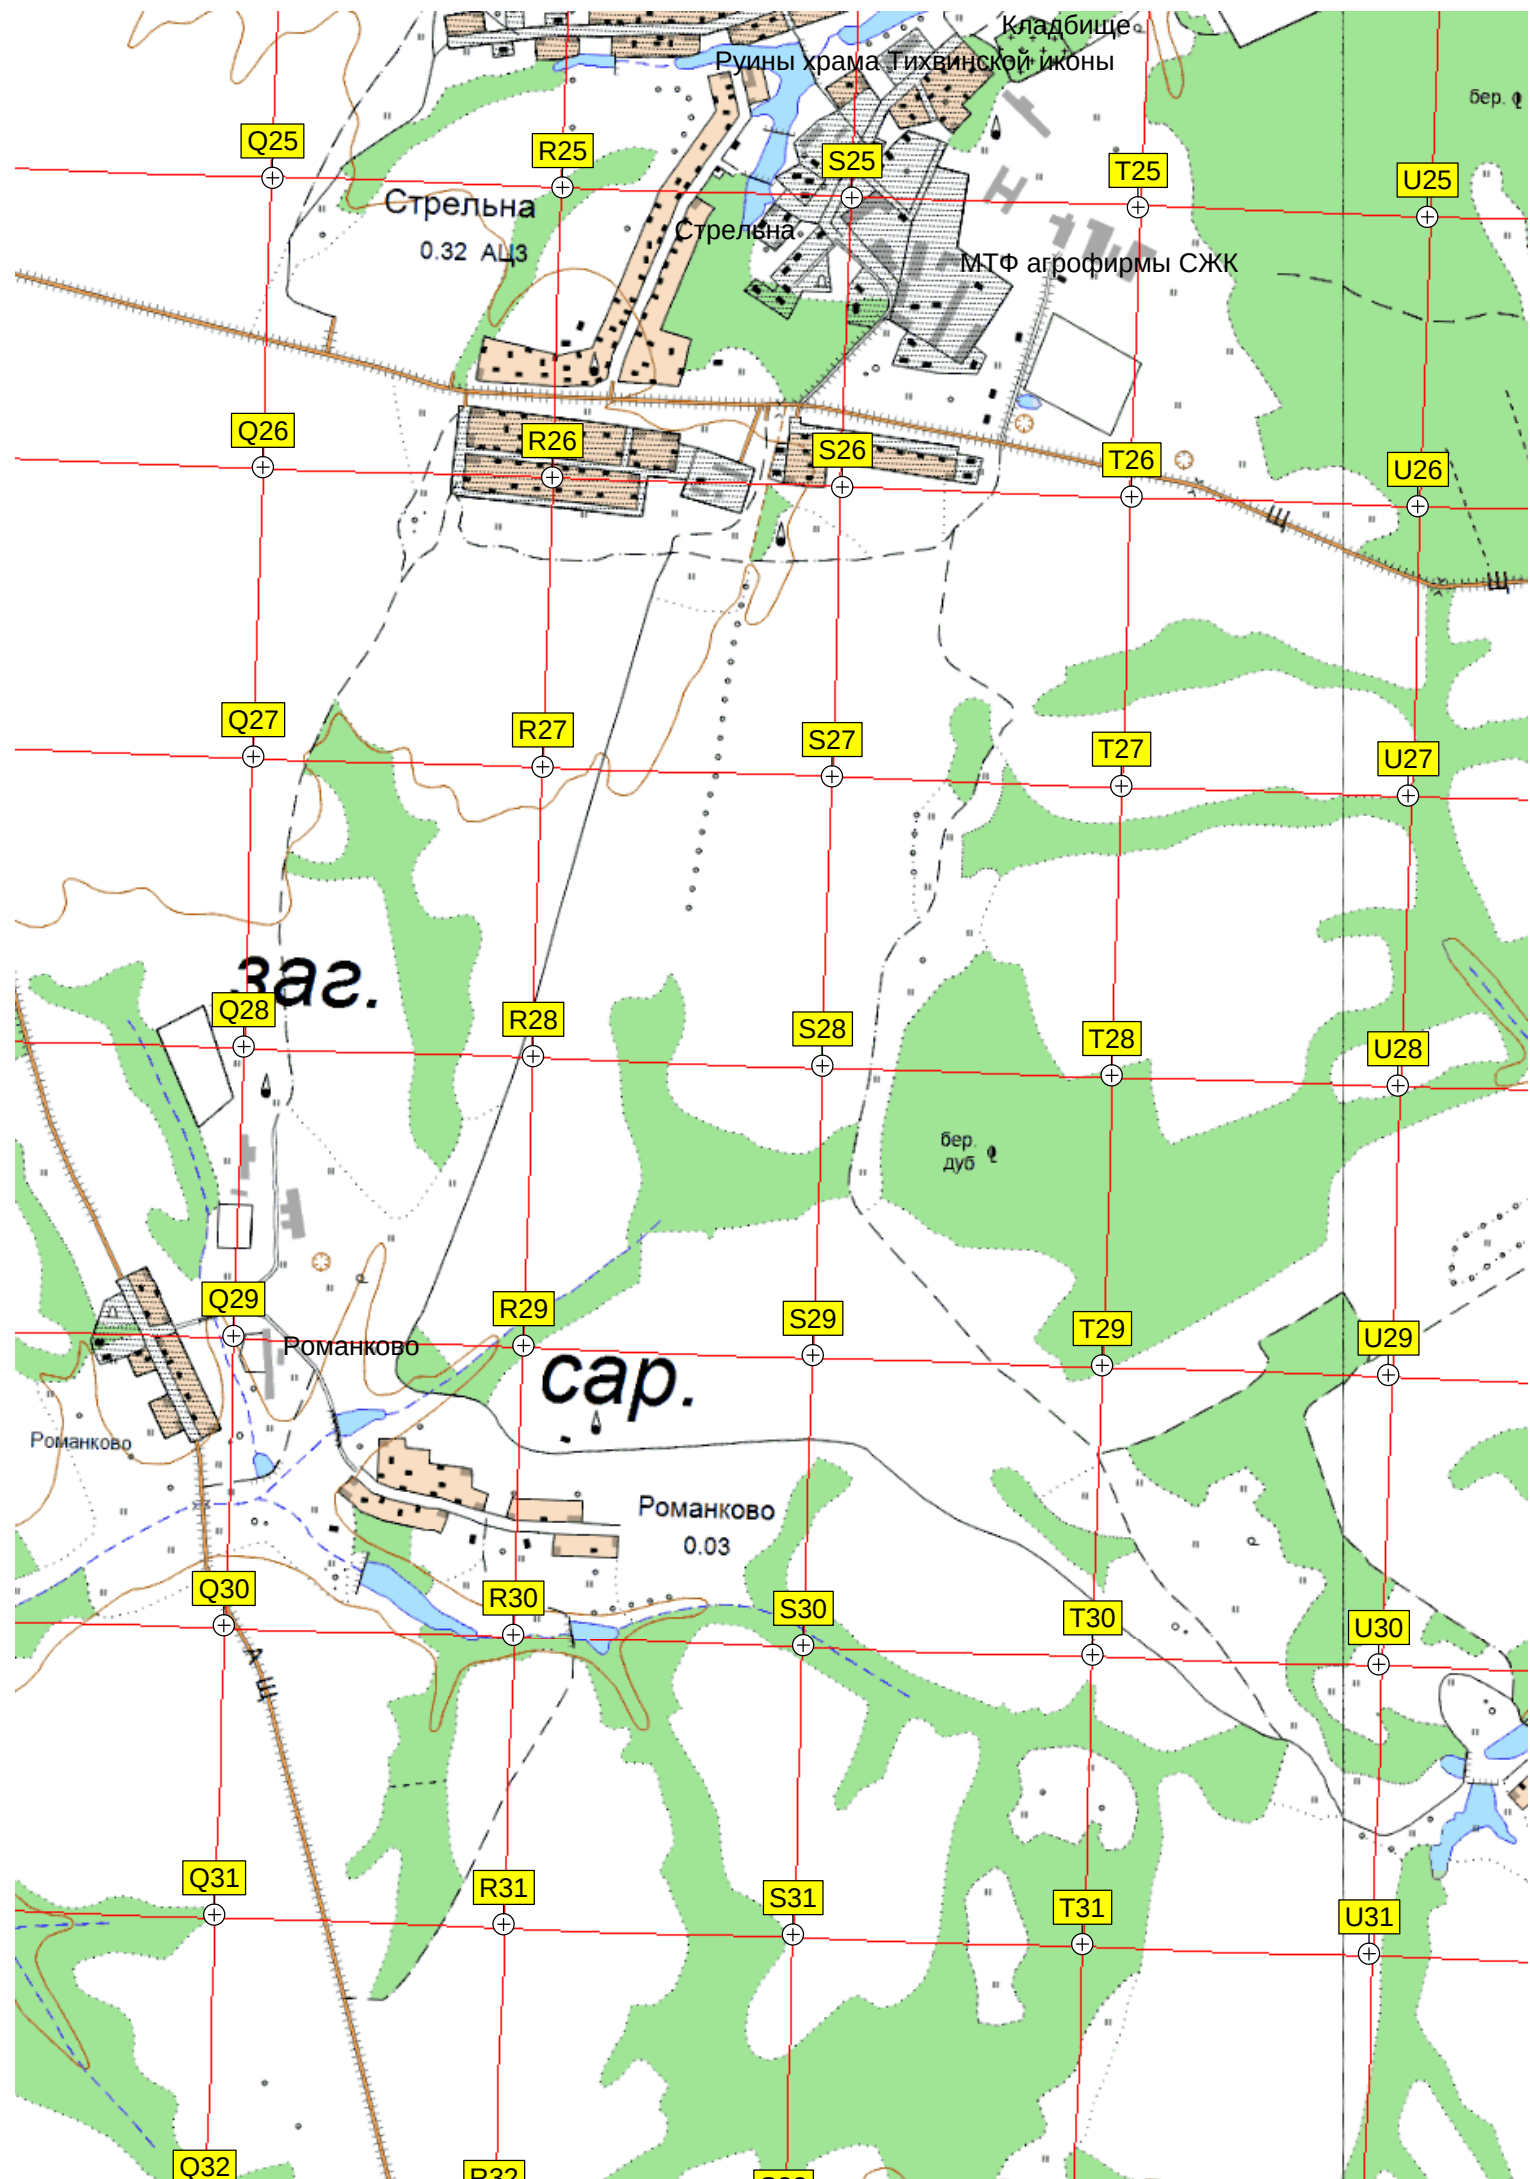 Кладбище
Руины храма Тихвинской иконы
бер.
Q25
R25
S25
T25
U25
Стрельна
0.32 АЦЗ
Стрельна
Н
МТФ агрофирмы СЖК
Q26
R26
S26
T26
U26
Щ
Щ
Q27
R27
S27
T27
U27
заг.
Q28
R28
S28
T28
U28
бер.
дуб
Q29
R29
S29
T29
U29
Романково
сар.
Романково
Романково
0.03
Q30
R30
S30
T30
U30
А
Щ
Q31
R31
S31
T31
U31
Q32
R32